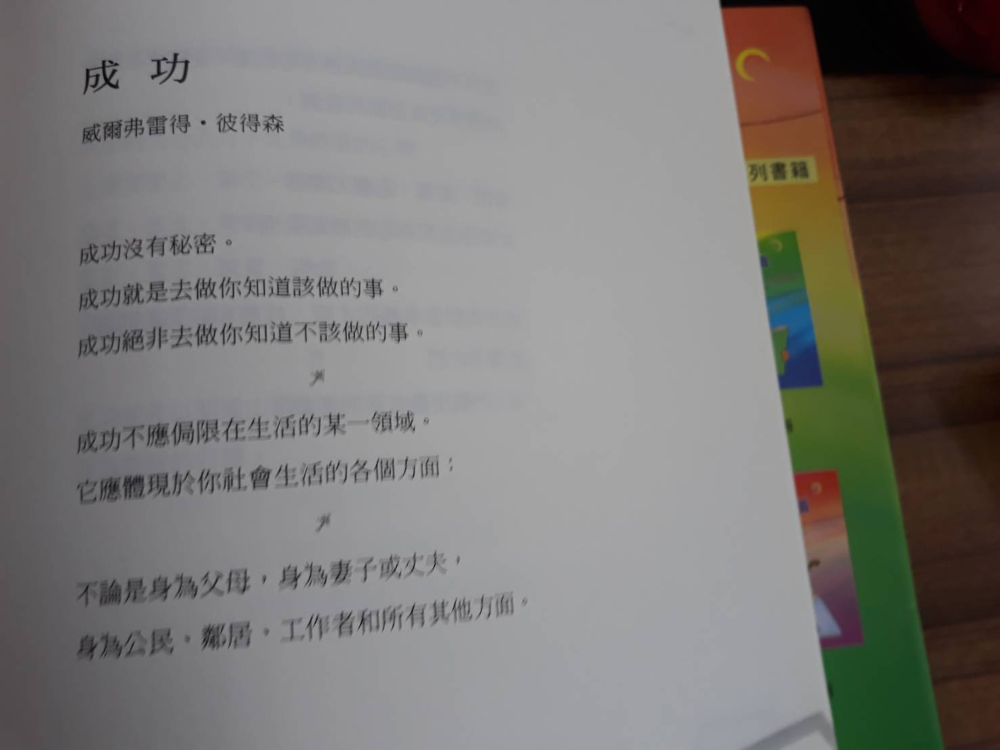 成功
威爾弗雷得・彼得森
成功沒有秘密。
成功就是去做你知道該做的事。
成功絕非去做你知道不該做的事。
成功不應侷限在生活的某一領域。
它應體現於你社會生活的各個方面：
不論是身為父母，身為妻子或丈夫，
身為公民，鄰居，工作者和所有其他方面。
列書籍